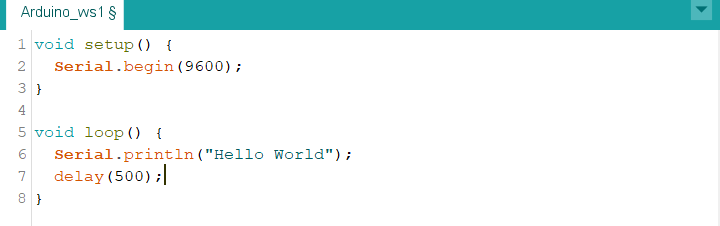 Arduino_ws1 §
1 void setup() {
2   Serial.begin(9600);
3 }
4
5 void loop() {
6   Serial.println("Hello World");
7   delay(500);
8 }